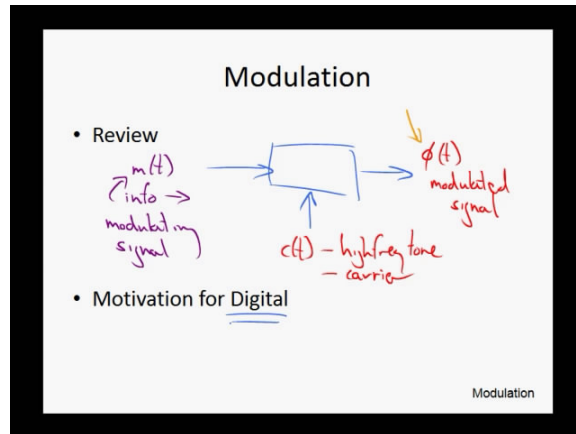 Modulation
• Review
m(t)
(info →
modulating
signal)
ϕ(t)
modulated
signal
c(t) – high freq tone
– carrier
• Motivation for Digital
Modulation